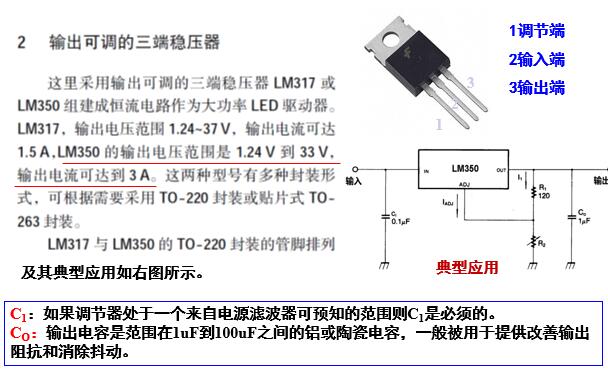 2 输出可调的三端稳压器
这里采用输出可调的三端稳压器 LM317 或
LM350 组建成恒流电路作为大功率 LED 驱动器。
LM317，输出电压范围 1.24~37 V，输出电流可达
1.5 A，LM350 的输出电压范围是 1.24 V 到 33 V，
输出电流可达到 3 A。这两种型号有多种封装形
式，可根据需要采用 TO-220 封装或贴片式 TO-
263 封装。
LM317 与 LM350 的 TO-220 封装的管脚排列
及其典型应用如右图所示。
1
2
3
1调节端
2输入端
3输出端
IN
LM350
OUT
ADJ
输入
输出
I1
IADJ
R1
120
R2
Ci
0.1μF
Co
1μF
典型应用
C1：如果调节器处于一个来自电源滤波器可预知的范围则C1是必须的。
CO：输出电容是范围在1uF到100uF之间的铝或陶瓷电容，一般被用于提供改善输出
阻抗和消除抖动。